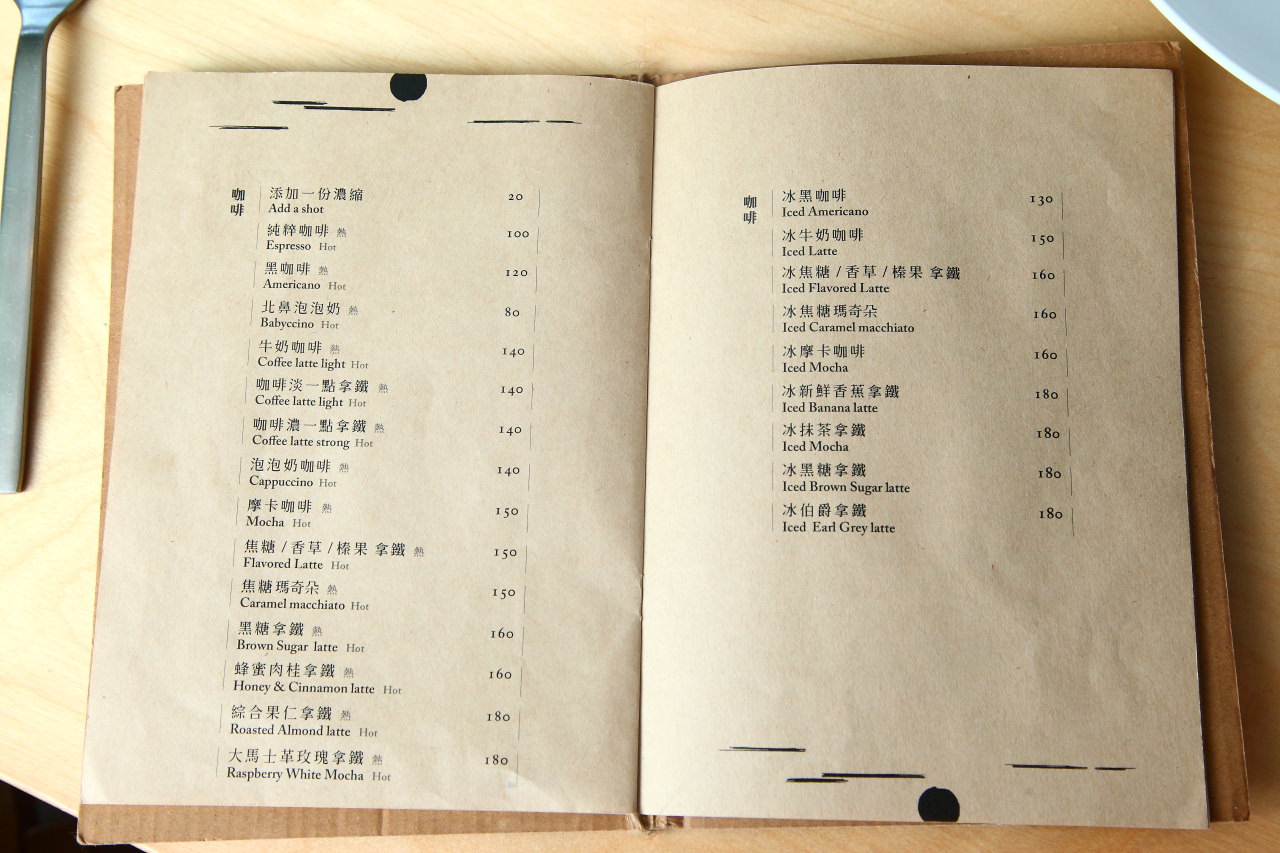 咖啡
添加一份濃縮 20
Add a shot
純粹咖啡 熱 100
Espresso Hot
黑咖啡 熱 120
Americano Hot
北鼻泡泡奶 熱 80
Babyccino Hot
牛奶咖啡 熱 140
Coffee latte light Hot
咖啡淡一點拿鐵 熱 140
Coffee latte light Hot
咖啡濃一點拿鐵 熱 140
Coffee latte strong Hot
泡泡奶咖啡 熱 140
Cappuccino Hot
摩卡咖啡 熱 150
Mocha Hot
焦糖 / 香草 / 榛果 拿鐵 熱 150
Flavored Latte Hot
焦糖瑪奇朵 熱 150
Caramel macchiato Hot
黑糖拿鐵 熱 160
Brown Sugar latte Hot
蜂蜜肉桂拿鐵 熱 160
Honey & Cinnamon latte Hot
綜合果仁拿鐵 熱 180
Roasted Almond latte Hot
大馬士革玫瑰拿鐵 熱 180
Raspberry White Mocha Hot
咖啡
冰黑咖啡 130
Iced Americano
冰牛奶咖啡 150
Iced Latte
冰焦糖 / 香草 / 榛果 拿鐵 160
Iced Flavored Latte
冰焦糖瑪奇朵 160
Iced Caramel macchiato
冰摩卡咖啡 160
Iced Mocha
冰新鮮香蕉拿鐵 180
Iced Banana latte
冰抹茶拿鐵 180
Iced Mocha
冰黑糖拿鐵 180
Iced Brown Sugar latte
冰伯爵拿鐵 180
Iced Earl Grey latte